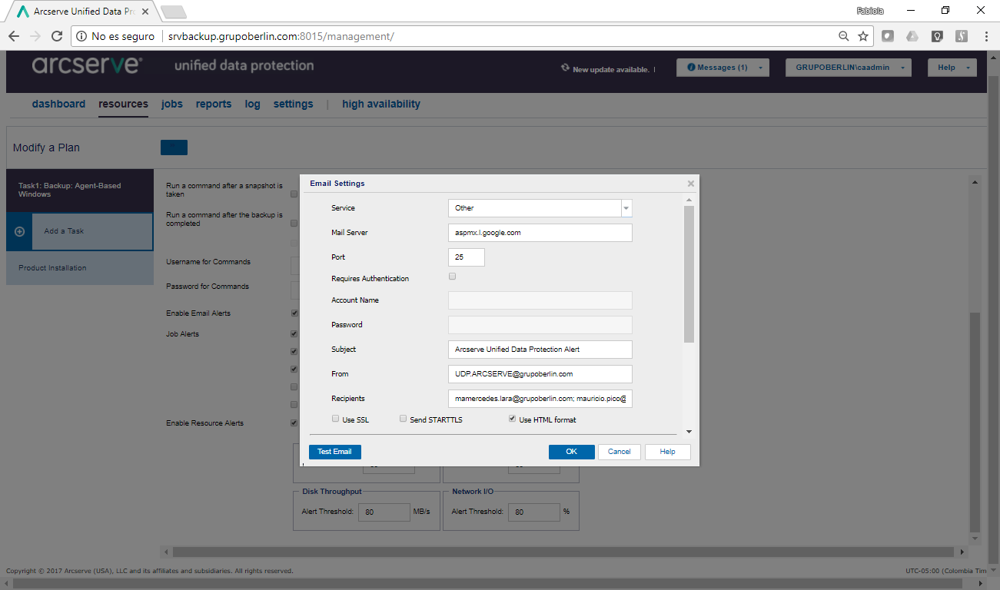 Arcserve Unified Data Pr
Fabiola
No es seguro
srvbackup.grupoberlin.com:8015/management/
arcserve®
unified data protection
New update available.
Messages (1)
GRUPOBERLIN\caadmin
Help
dashboard
resources
jobs
reports
log
settings
high availability
Modify a Plan
Task1: Backup: Agent-Based
Windows
Add a Task
Product Installation
Run a command after a snapshot is
taken
Run a command after the backup is
completed
Username for Commands
Password for Commands
Enable Email Alerts
Job Alerts
Enable Resource Alerts
Email Settings
Service
Other
Mail Server
aspmx.l.google.com
Port
25
Requires Authentication
Account Name
Password
Subject
Arcserve Unified Data Protection Alert
From
UDP.ARCSERVE@grupoberlin.com
Recipients
mamercedes.lara@grupoberlin.com; mauricio.pico@
Use SSL
Send STARTTLS
Use HTML format
Test Email
OK
Cancel
Help
Disk Throughput
Alert Threshold:
80
MB/s
Network I/O
Alert Threshold:
80
%
Copyright © 2017 Arcserve (USA), LLC and its affiliates and subsidiaries. All rights reserved.
UTC-05:00 (Colombia Tim